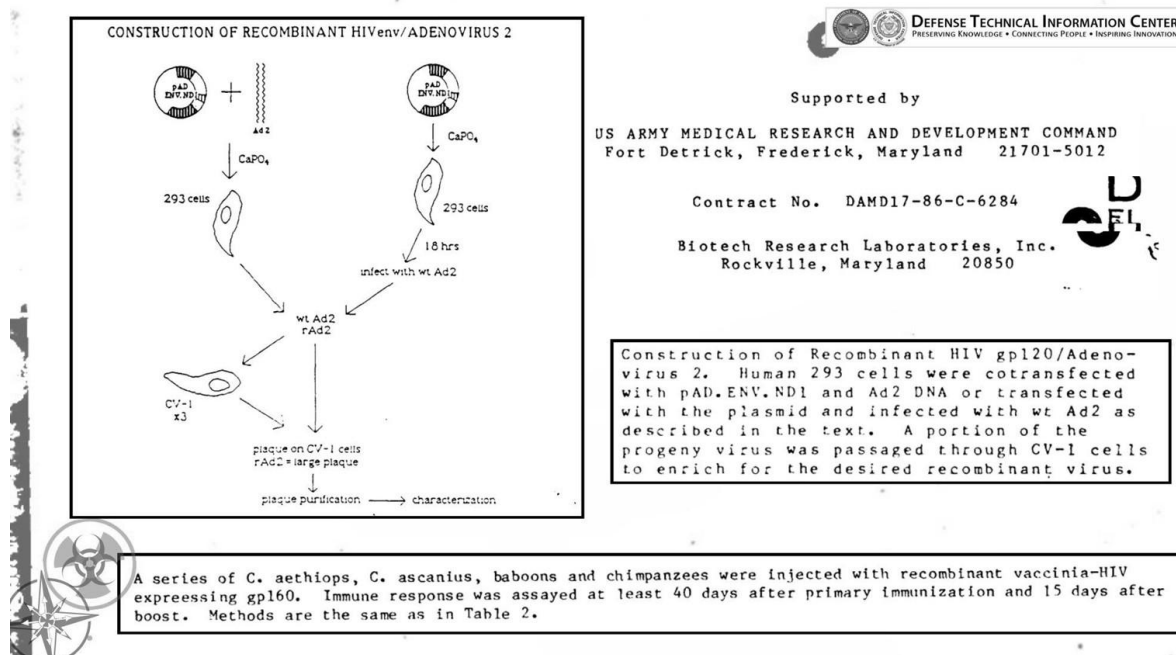 CONSTRUCTION OF RECOMBINANT HIVenv/ADENOVIRUS 2
pAD
ENV.ND1
+
Ad2
pAD
ENV.ND1
CaPO₄
CaPO₄
293 cells
293 cells
18 hrs
infect with wt Ad2
wt Ad2
rAd2
CV-1
x3
plaque on CV-1 cells
rAd2 = large plaque
plaque purification
characterization
DEFENSE TECHNICAL INFORMATION CENTER
PRESERVING KNOWLEDGE • CONNECTING PEOPLE • INSPIRING INNOVATION
Supported by
US ARMY MEDICAL RESEARCH AND DEVELOPMENT COMMAND
Fort Detrick, Frederick, Maryland 21701-5012
Contract No. DAMD17-86-C-6284
Biotech Research Laboratories, Inc.
Rockville, Maryland 20850
Construction of Recombinant HIV gp120/Adeno-
virus 2. Human 293 cells were cotransfected
with pAD.ENV.ND1 and Ad2 DNA or transfected
with the plasmid and infected with wt Ad2 as
described in the text. A portion of the
progeny virus was passaged through CV-1 cells
to enrich for the desired recombinant virus.
A series of C. aethiops, C. ascanius, baboons and chimpanzees were injected with recombinant vaccinia-HIV
expreessing gp160. Immune response was assayed at least 40 days after primary immunization and 15 days after
boost. Methods are the same as in Table 2.